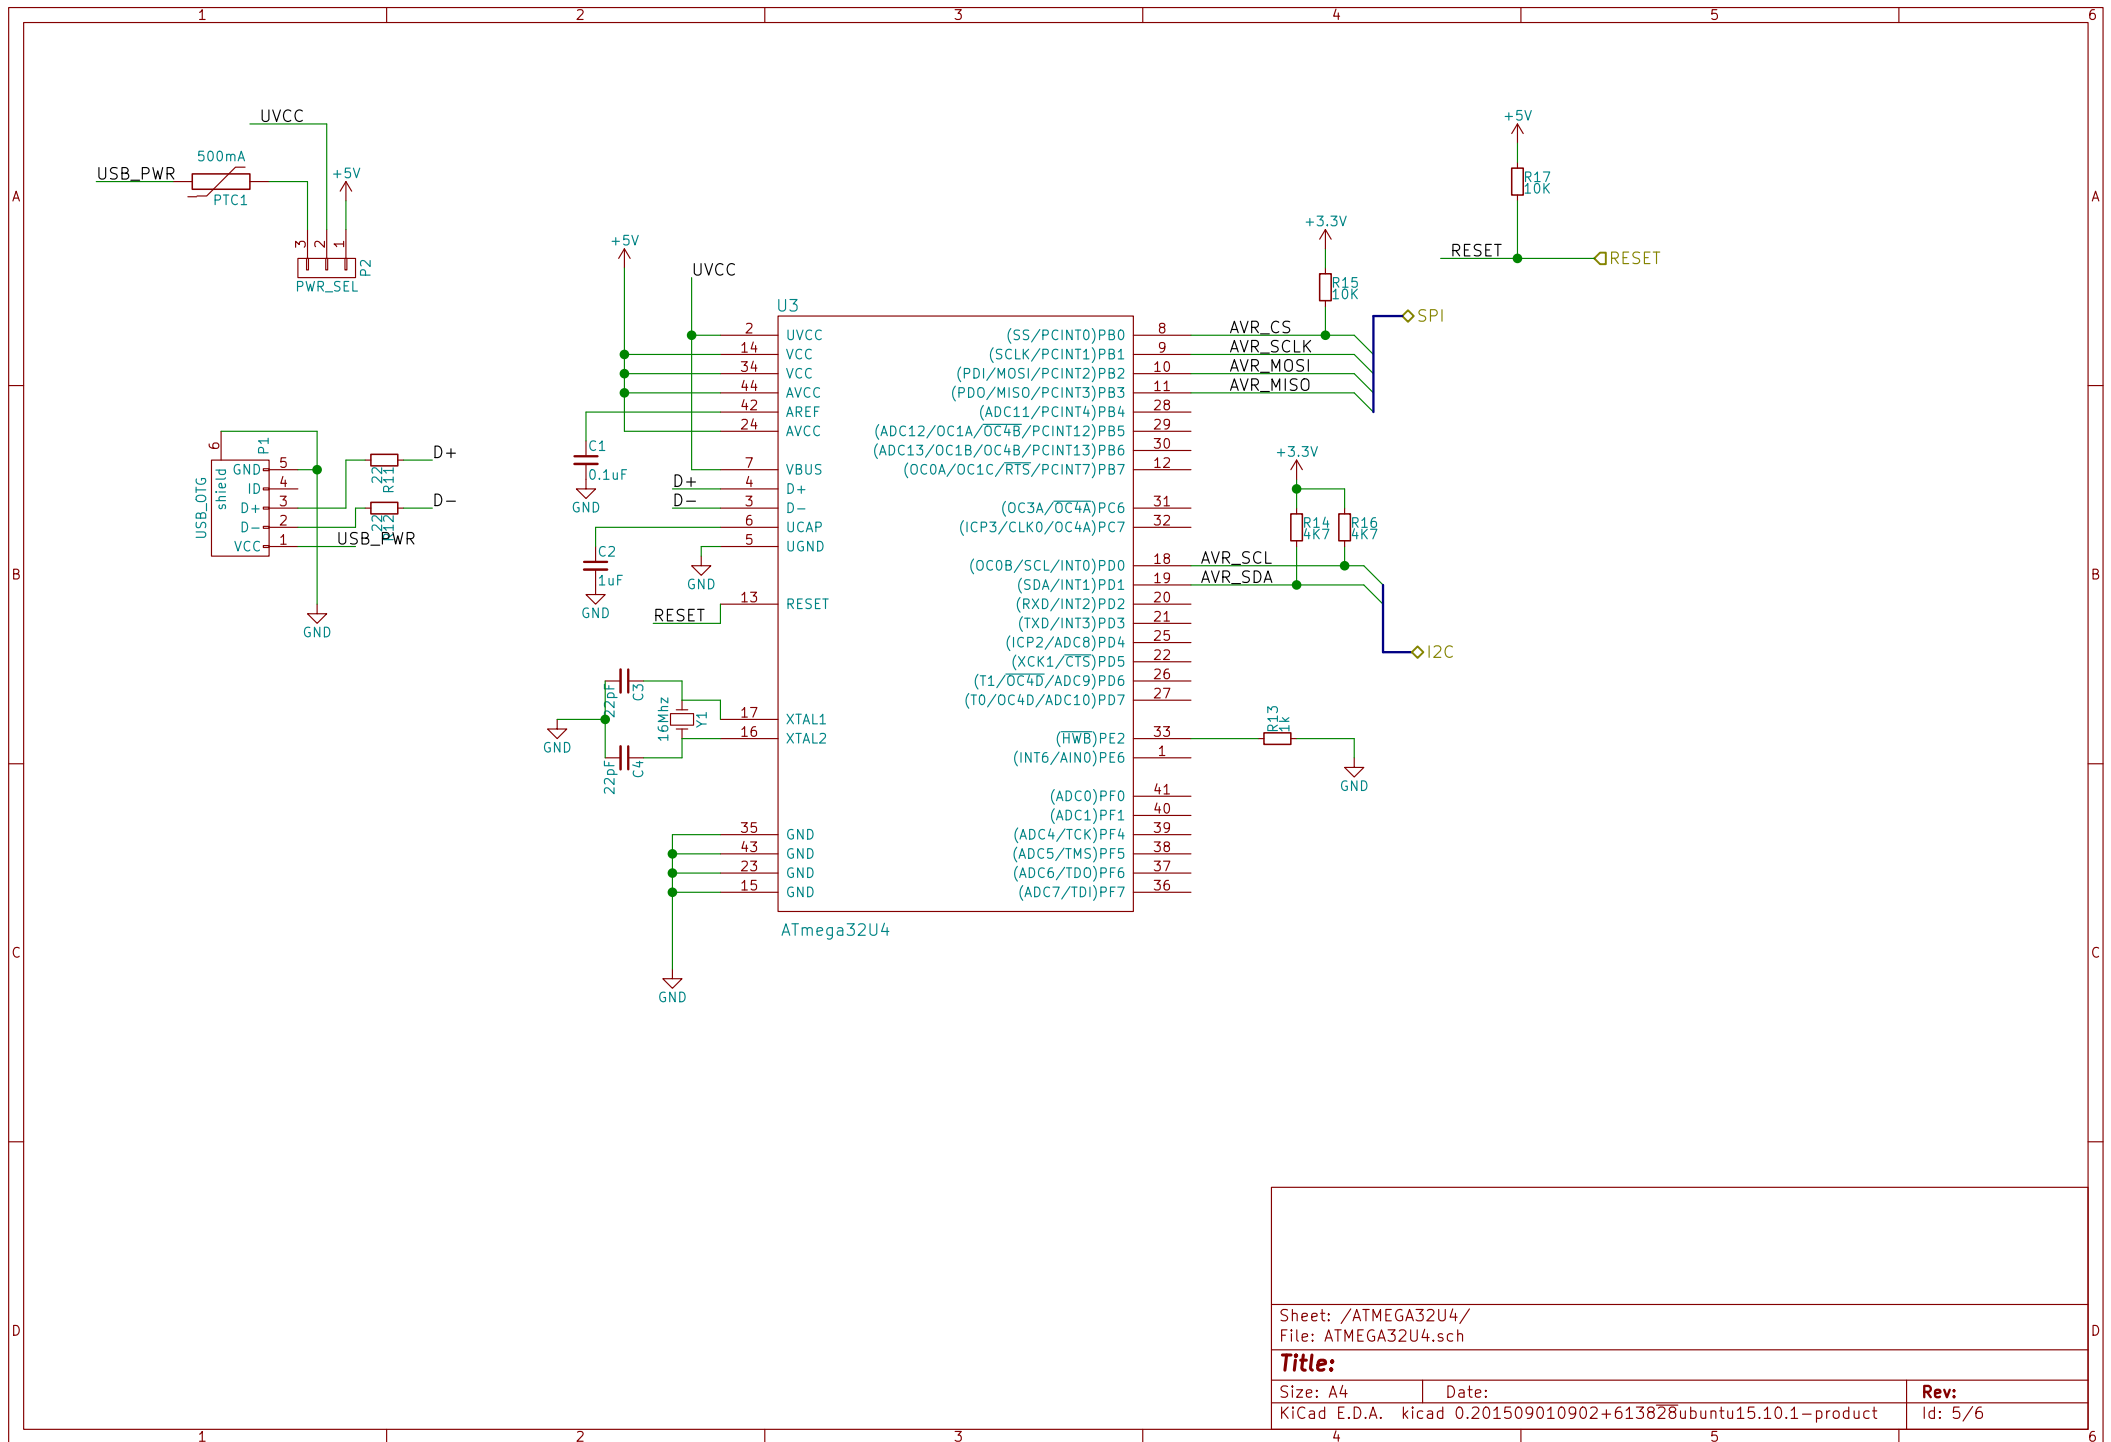 1 2 3 4 5 6
A
B
C
D
A
B
C
D
1 2 3 4 5 6
UVCC
500mA
USB_PWR
PTC1
+5V
3 2 1
P2
PWR_SEL
6
P1
USB_OTG
shield
GND 5
ID 4
D+ 3
D- 2
VCC 1
22
R11
D+
22
R12
D-
USB_PWR
GND
+5V
UVCC
C1
0.1uF
GND
D+
D-
C2
1uF
GND
GND
RESET
22pF
C3
16Mhz
Y1
GND
22pF
C4
GND
U3
2 UVCC
14 VCC
34 VCC
44 AVCC
42 AREF
24 AVCC
7 VBUS
4 D+
3 D-
6 UCAP
5 UGND
13 RESET
17 XTAL1
16 XTAL2
35 GND
43 GND
23 GND
15 GND
(SS/PCINT0)PB0 8
(SCLK/PCINT1)PB1 9
(PDI/MOSI/PCINT2)PB2 10
(PDO/MISO/PCINT3)PB3 11
(ADC11/PCINT4)PB4 28
(ADC12/OC1A/OC4B/PCINT12)PB5 29
(ADC13/OC1B/OC4B/PCINT13)PB6 30
(OC0A/OC1C/RTS/PCINT7)PB7 12
(OC3A/OC4A)PC6 31
(ICP3/CLK0/OC4A)PC7 32
(OC0B/SCL/INT0)PD0 18
(SDA/INT1)PD1 19
(RXD/INT2)PD2 20
(TXD/INT3)PD3 21
(ICP2/ADC8)PD4 25
(XCK1/CTS)PD5 22
(T1/OC4D/ADC9)PD6 26
(T0/OC4D/ADC10)PD7 27
(HWB)PE2 33
(INT6/AIN0)PE6 1
(ADC0)PF0 41
(ADC1)PF1 40
(ADC4/TCK)PF4 39
(ADC5/TMS)PF5 38
(ADC6/TDO)PF6 37
(ADC7/TDI)PF7 36
ATmega32U4
+3.3V
R15
10K
AVR_CS
AVR_SCLK
AVR_MOSI
AVR_MISO
SPI
+5V
R17
10K
RESET
RESET
+3.3V
R14
4K7
R16
4K7
AVR_SCL
AVR_SDA
I2C
R13
1k
GND
Sheet: /ATMEGA32U4/
File: ATMEGA32U4.sch
Title:
Size: A4 Date: Rev:
KiCad E.D.A. kicad 0.201509010902+613828ubuntu15.10.1-product Id: 5/6